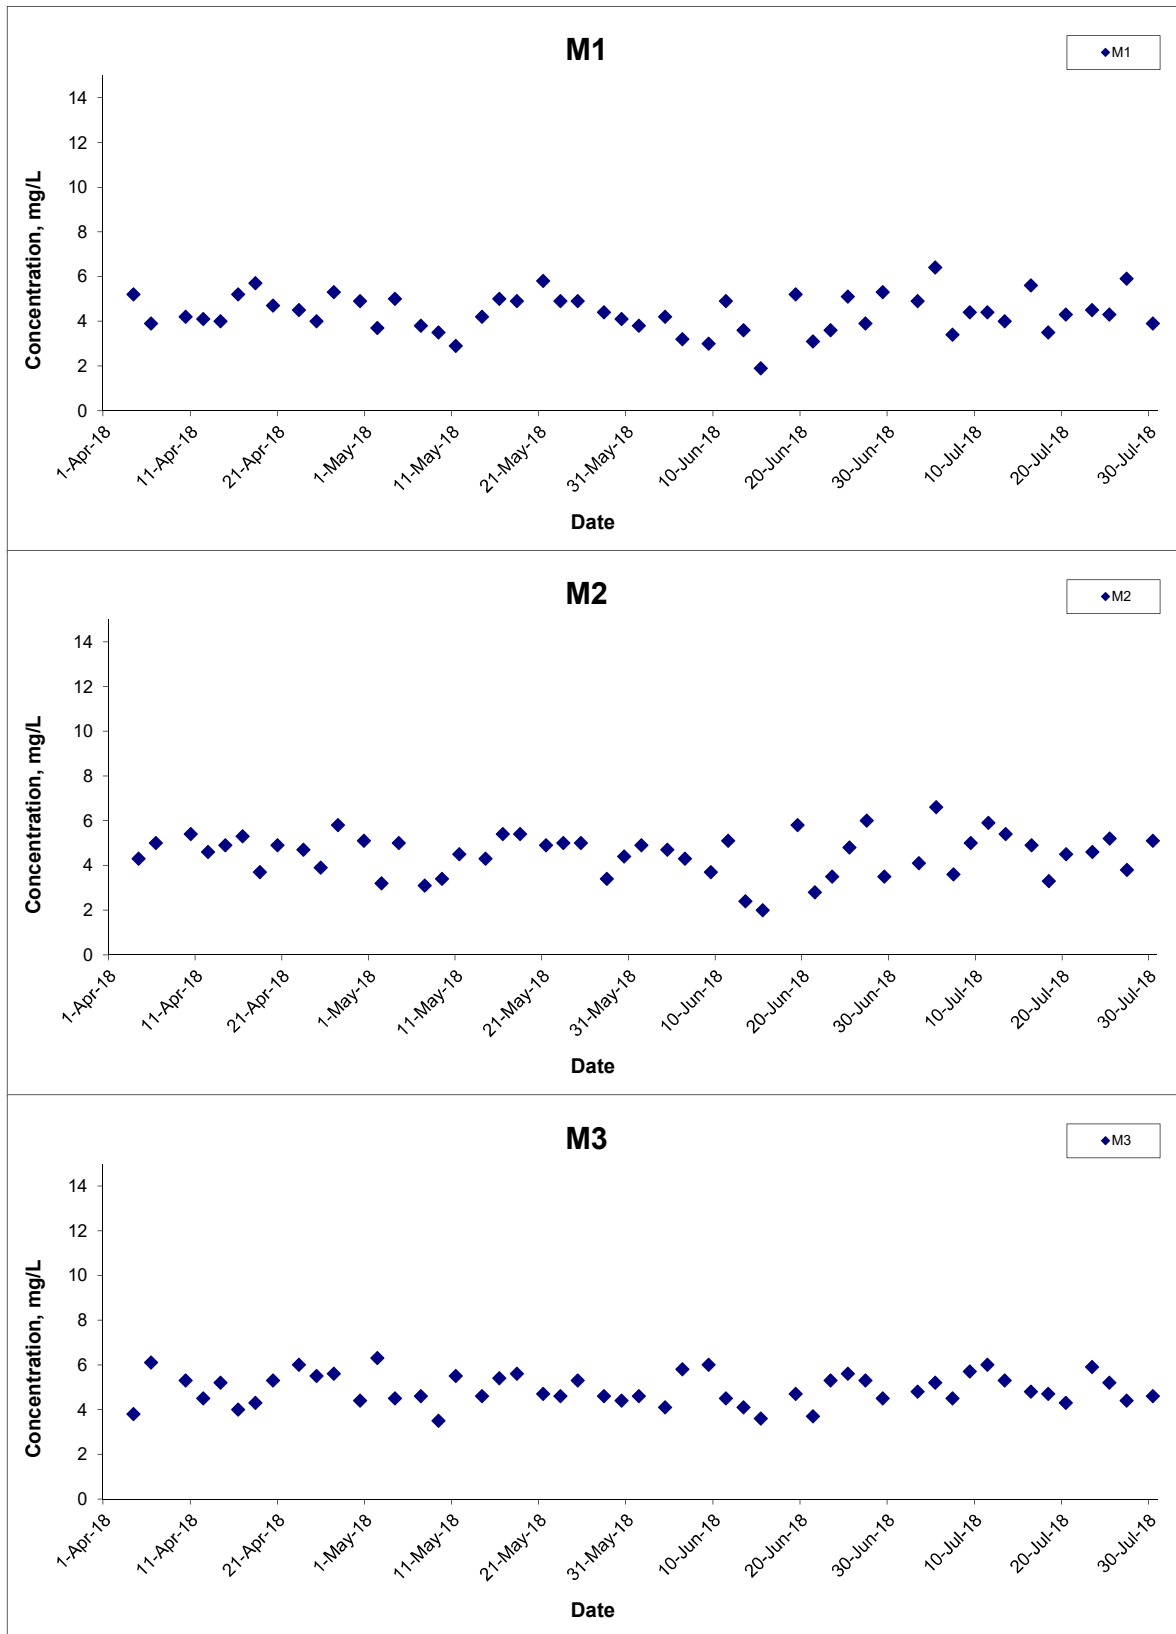 M1
M1
14
12
10
8
6
4
2
0
Concentration, mg/L
1-Apr-18
11-Apr-18
21-Apr-18
1-May-18
11-May-18
21-May-18
31-May-18
10-Jun-18
20-Jun-18
30-Jun-18
10-Jul-18
20-Jul-18
30-Jul-18
Date
M2
M2
14
12
10
8
6
4
2
0
Concentration, mg/L
1-Apr-18
11-Apr-18
21-Apr-18
1-May-18
11-May-18
21-May-18
31-May-18
10-Jun-18
20-Jun-18
30-Jun-18
10-Jul-18
20-Jul-18
30-Jul-18
Date
M3
M3
14
12
10
8
6
4
2
0
Concentration, mg/L
1-Apr-18
11-Apr-18
21-Apr-18
1-May-18
11-May-18
21-May-18
31-May-18
10-Jun-18
20-Jun-18
30-Jun-18
10-Jul-18
20-Jul-18
30-Jul-18
Date